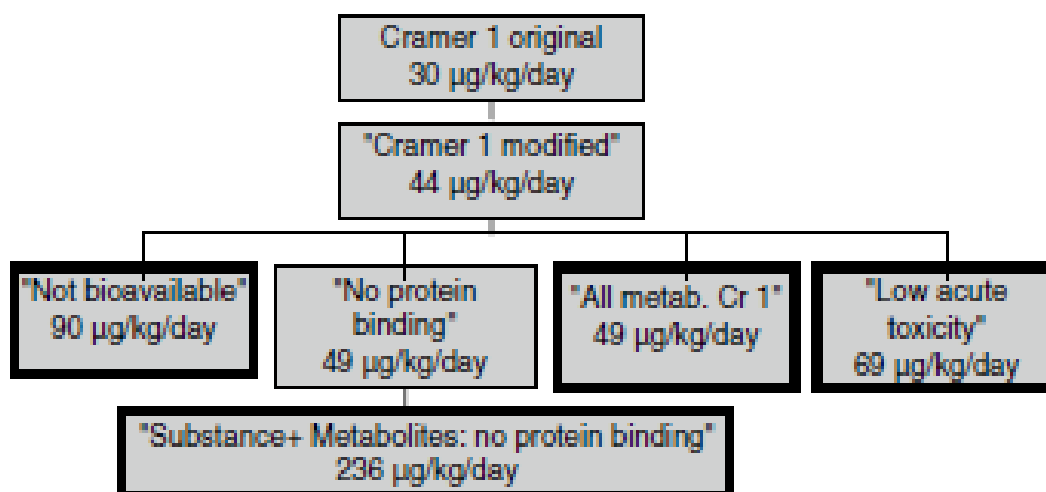 Cramer 1 original
30 µg/kg/day
"Cramer 1 modified"
44 µg/kg/day
"Not bioavailable"
90 µg/kg/day
"No protein
binding"
49 µg/kg/day
"All metab. Cr 1"
49 µg/kg/day
"Low acute
toxicity"
69 µg/kg/day
"Substance+ Metabolites: no protein binding"
236 µg/kg/day